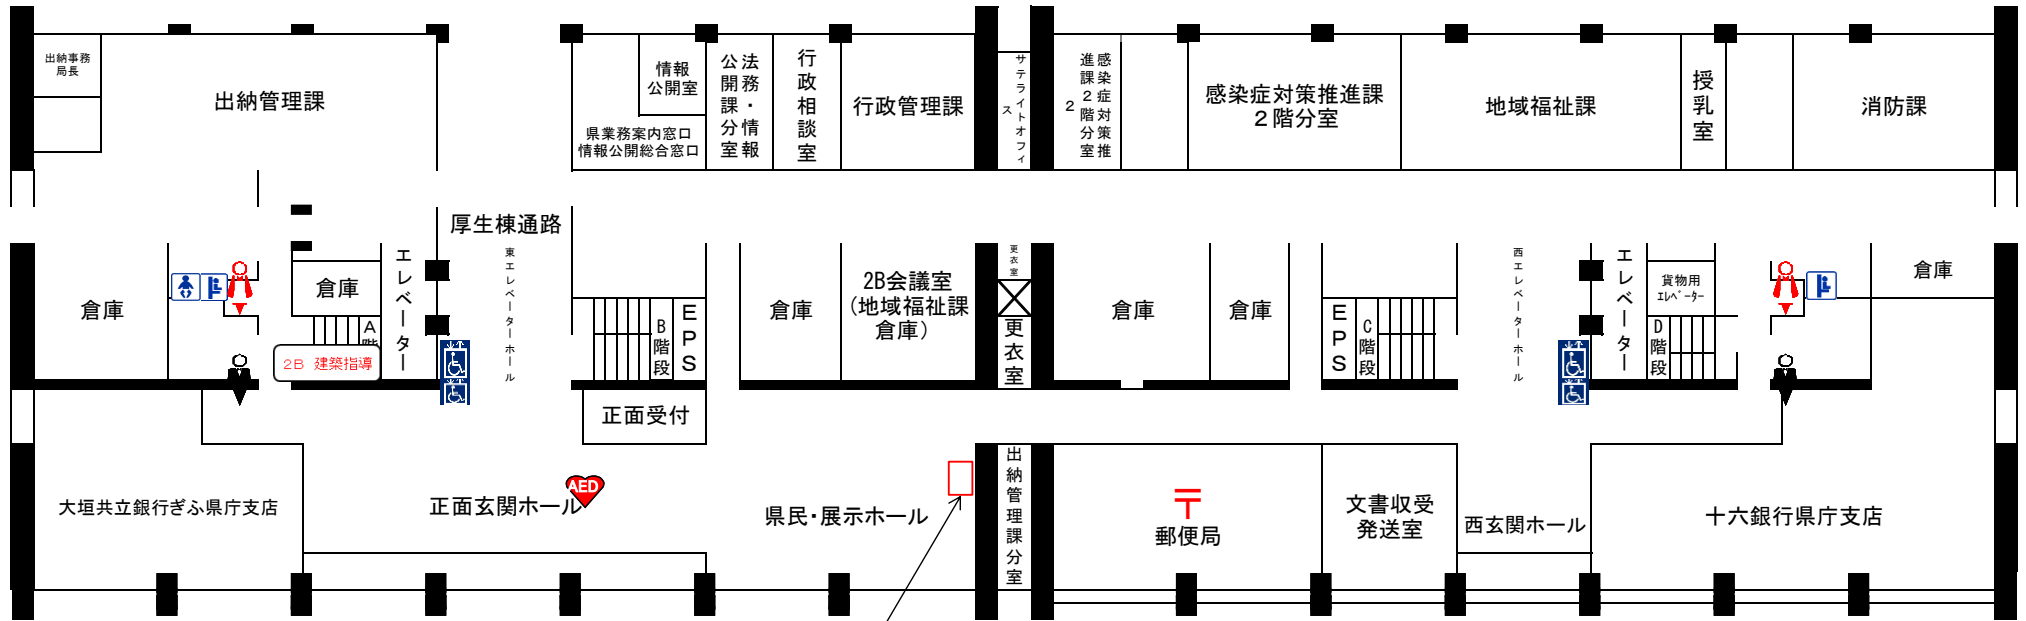 出納事務
局長
出納管理課
情報
公開室
県業務案内窓口
情報公開総合窓口
法務・情報
公開課分室
行政相談室
行政管理課
サテライトオフィ
ス
感染症対策推
進課2階分室
2
感染症対策推進課
2階分室
地域福祉課
授乳室
消防課
厚生棟通路
倉庫
倉庫
A階
2B 建築指導
エレベーター
東エレベーターホール
B階段
EPS
倉庫
2B会議室
(地域福祉課
倉庫)
更衣室
更衣室
倉庫
倉庫
EPS
C階段
西エレベーターホール
エレベーター
貨物用
エレベーター
D階段
倉庫
正面受付
大垣共立銀行ぎふ県庁支店
正面玄関ホール
AED
県民・展示ホール
出納管理課分室
〒
郵便局
文書収受
発送室
西玄関ホール
十六銀行県庁支店